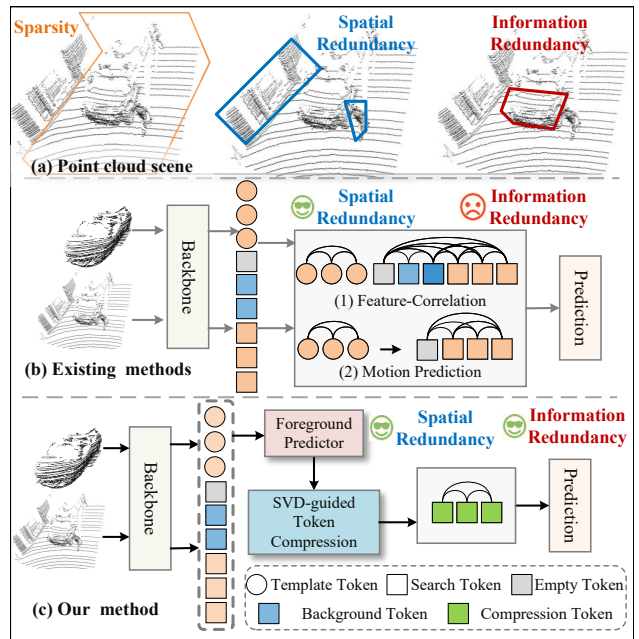 Sparsity
Spatial
Redundancy
Information
Redundancy
(a) Point cloud scene
Spatial
Redundancy
Information
Redundancy
Backbone
(1) Feature-Correlation
(2) Motion Prediction
Prediction
(b) Existing methods
Foreground
Predictor
Spatial
Redundancy
Information
Redundancy
Backbone
SVD-guided
Token
Compression
Prediction
Template Token
Search Token
Empty Token
Background Token
Compression Token
(c) Our method